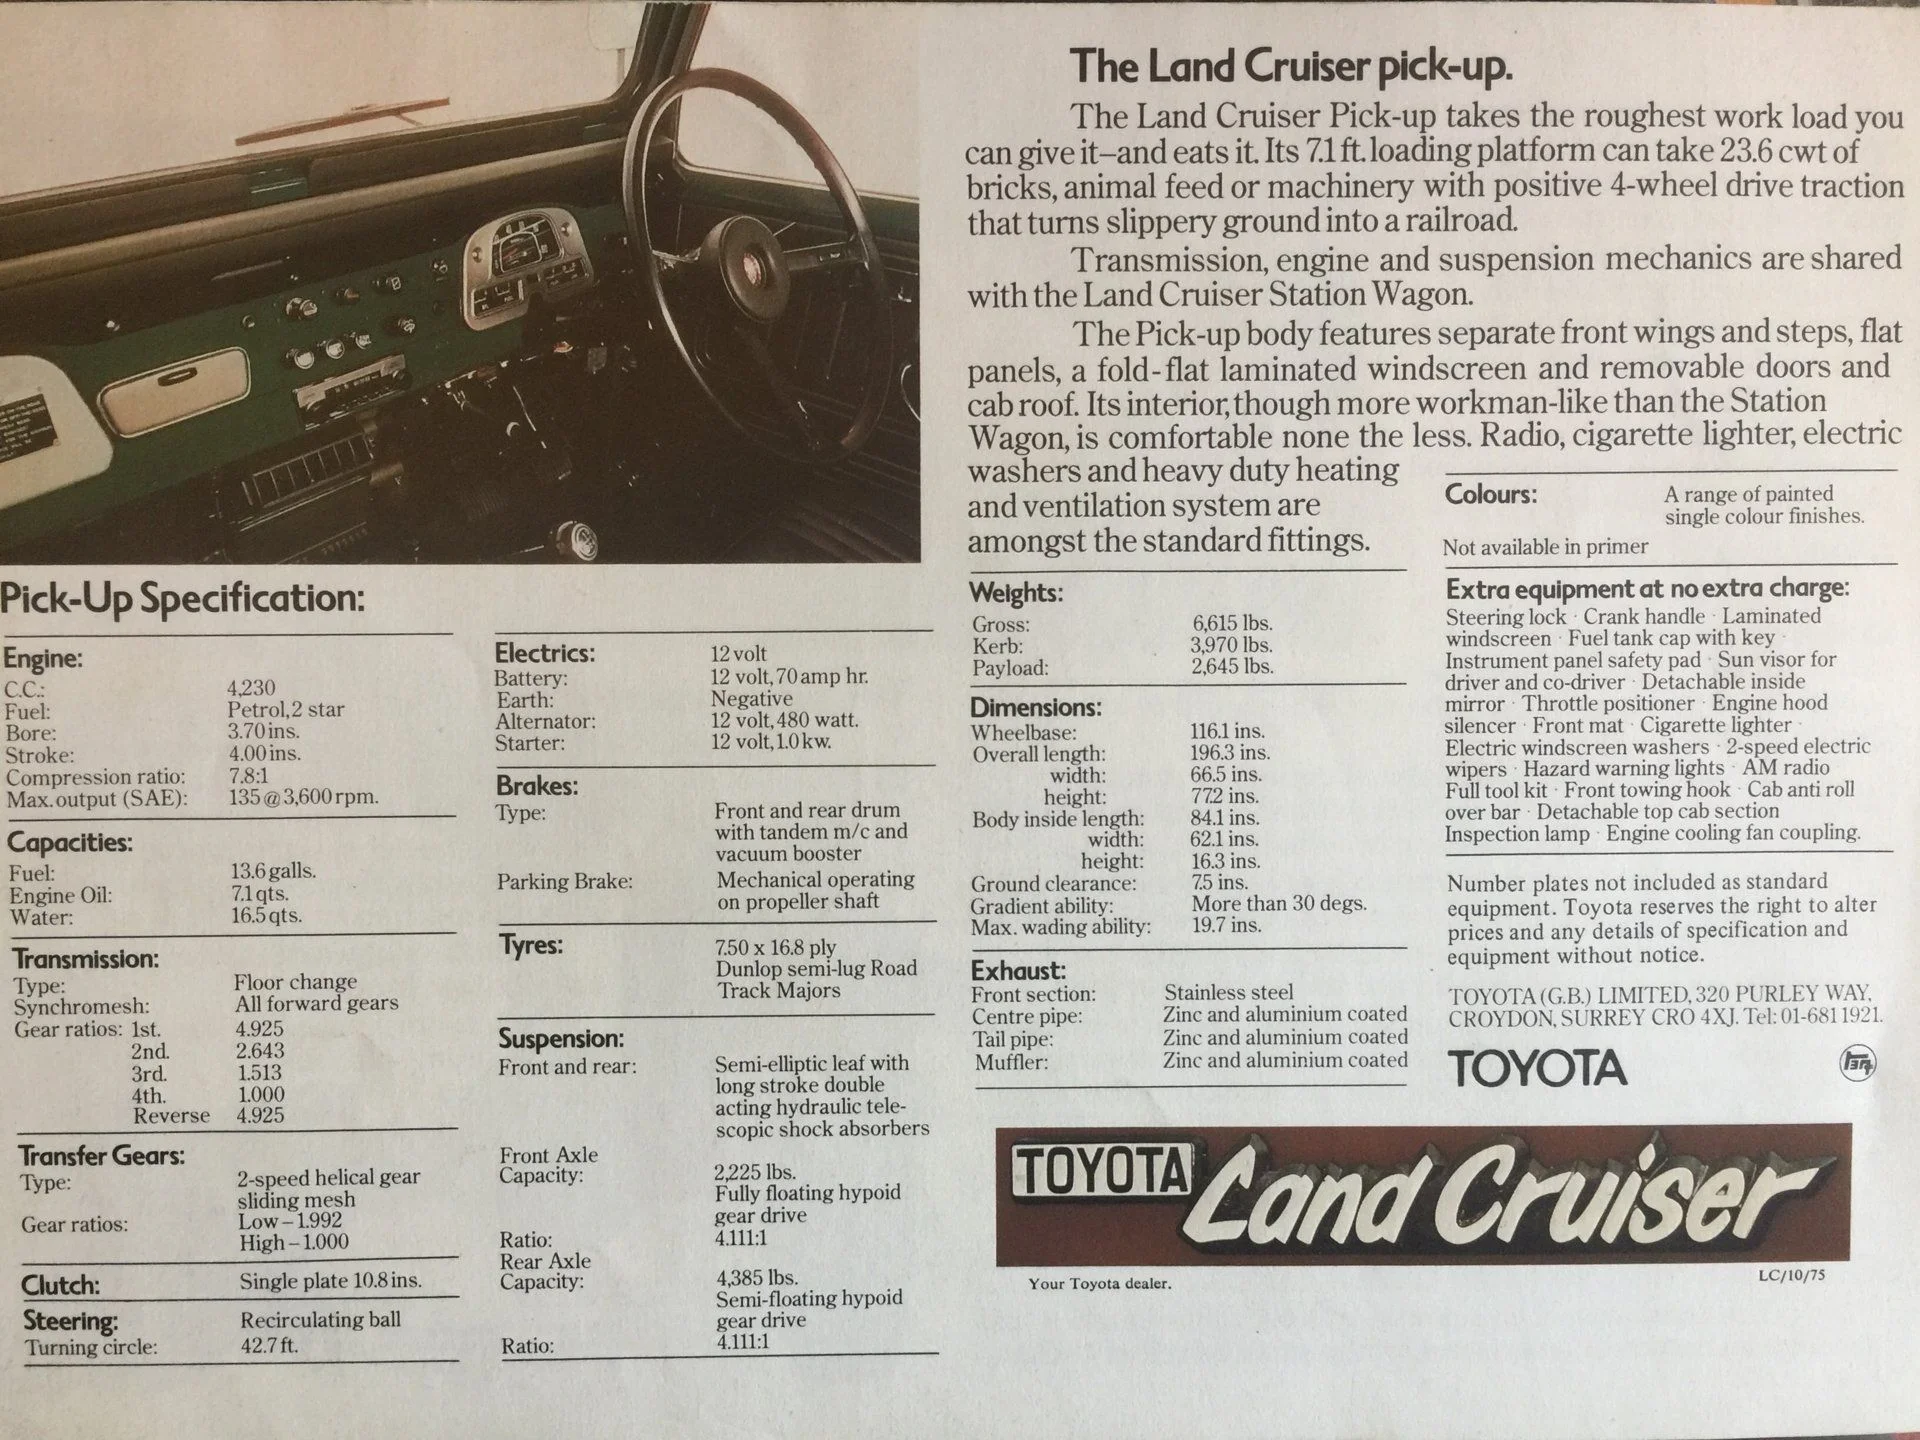 The Land Cruiser pick-up.
The Land Cruiser Pick-up takes the roughest work load you
can give it–and eats it. Its 7.1 ft. loading platform can take 23.6 cwt of
bricks, animal feed or machinery with positive 4-wheel drive traction
that turns slippery ground into a railroad.
Transmission, engine and suspension mechanics are shared
with the Land Cruiser Station Wagon.
The Pick-up body features separate front wings and steps, flat
panels, a fold-flat laminated windscreen and removable doors and
cab roof. Its interior, though more workman-like than the Station
Wagon, is comfortable none the less. Radio, cigarette lighter, electric
washers and heavy duty heating
and ventilation system are
amongst the standard fittings.
Pick-Up Specification:
Engine:
C.C.: 4,230
Fuel: Petrol, 2 star
Bore: 3.70 ins.
Stroke: 4.00 ins.
Compression ratio: 7.8:1
Max. output (SAE): 135 @ 3,600 rpm.
Capacities:
Fuel: 13.6 galls.
Engine Oil: 7.1 qts.
Water: 16.5 qts.
Transmission:
Type: Floor change
Synchromesh: All forward gears
Gear ratios: 1st. 4.925
2nd. 2.643
3rd. 1.513
4th. 1.000
Reverse 4.925
Transfer Gears:
Type: 2-speed helical gear
sliding mesh
Gear ratios: Low – 1.992
High – 1.000
Clutch: Single plate 10.8 ins.
Steering: Recirculating ball
Turning circle: 42.7 ft.
Electrics: 12 volt
Battery: 12 volt, 70 amp hr.
Earth: Negative
Alternator: 12 volt, 480 watt.
Starter: 12 volt, 1.0 kw.
Brakes:
Type: Front and rear drum
with tandem m/c and
vacuum booster
Parking Brake: Mechanical operating
on propeller shaft
Tyres: 7.50 x 16.8 ply
Dunlop semi-lug Road
Track Majors
Suspension:
Front and rear: Semi-elliptic leaf with
long stroke double
acting hydraulic tele-
scopic shock absorbers
Front Axle
Capacity: 2,225 lbs.
Fully floating hypoid
gear drive
Ratio: 4.111:1
Rear Axle
Capacity: 4,385 lbs.
Semi-floating hypoid
gear drive
Ratio: 4.111:1
Weights:
Gross: 6,615 lbs.
Kerb: 3,970 lbs.
Payload: 2,645 lbs.
Dimensions:
Wheelbase: 116.1 ins.
Overall length: 196.3 ins.
width: 66.5 ins.
height: 77.2 ins.
Body inside length: 84.1 ins.
width: 62.1 ins.
height: 16.3 ins.
Ground clearance: 7.5 ins.
Gradient ability: More than 30 degs.
Max. wading ability: 19.7 ins.
Exhaust:
Front section: Stainless steel
Centre pipe: Zinc and aluminium coated
Tail pipe: Zinc and aluminium coated
Muffler: Zinc and aluminium coated
Colours: A range of painted
single colour finishes.
Not available in primer
Extra equipment at no extra charge:
Steering lock · Crank handle · Laminated
windscreen · Fuel tank cap with key ·
Instrument panel safety pad · Sun visor for
driver and co-driver · Detachable inside
mirror · Throttle positioner · Engine hood
silencer · Front mat · Cigarette lighter ·
Electric windscreen washers · 2-speed electric
wipers · Hazard warning lights · AM radio
Full tool kit · Front towing hook · Cab anti roll
over bar · Detachable top cab section
Inspection lamp · Engine cooling fan coupling.
Number plates not included as standard
equipment. Toyota reserves the right to alter
prices and any details of specification and
equipment without notice.
TOYOTA (G.B.) LIMITED, 320 PURLEY WAY,
CROYDON, SURREY CRO 4XJ. Tel: 01-681 1921.
TOYOTA
TOYOTA Land Cruiser
Your Toyota dealer.
LC/10/75